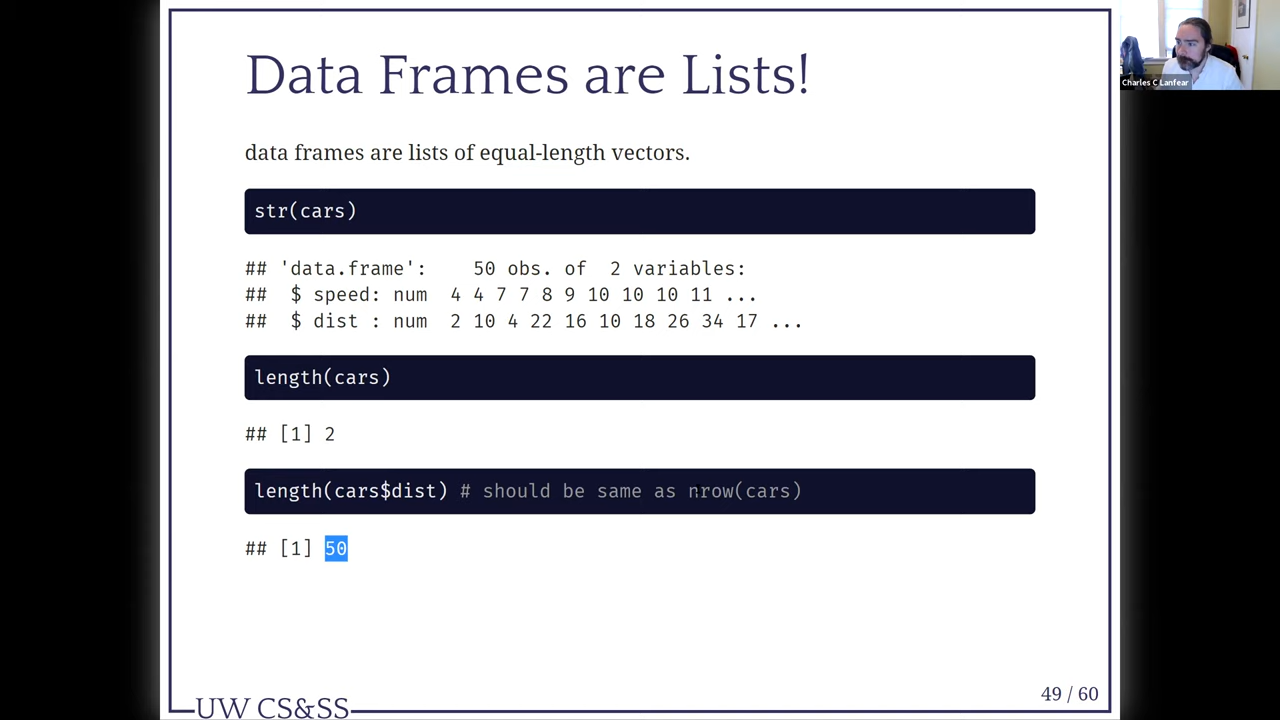 Data Frames are Lists!
Charles C Lanfear
data frames are lists of equal-length vectors.
str(cars)
## 'data.frame':    50 obs. of  2 variables:
##  $ speed: num  4 4 7 7 8 9 10 10 10 11 ...
##  $ dist : num  2 10 4 22 16 10 18 26 34 17 ...
length(cars)
## [1] 2
length(cars$dist) # should be same as nrow(cars)
## [1] 50
49 / 60
UW CS&SS